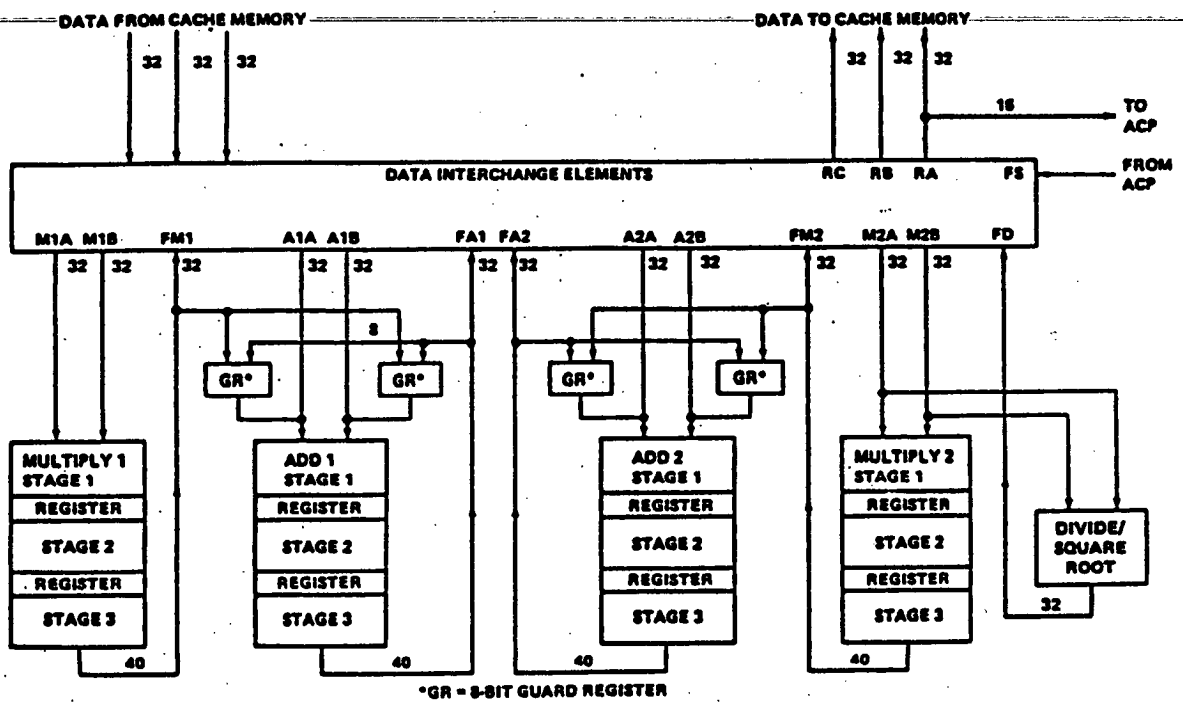 DATA FROM CACHE MEMORY
DATA TO CACHE MEMORY
32 32 32
32 32 32
16
TO
ACP
DATA INTERCHANGE ELEMENTS
RC RB RA FS
FROM
ACP
M1A M1B FM1 A1A A1B FA1 FA2 A2A A2B FM2 M2A M2B FD
32 32 32 32 32 32 32 32 32 32 32 32
8
GR*
GR*
GR*
GR*
MULTIPLY 1
STAGE 1
REGISTER
STAGE 2
REGISTER
STAGE 3
40
ADD 1
STAGE 1
REGISTER
STAGE 2
REGISTER
STAGE 3
40
ADD 2
STAGE 1
REGISTER
STAGE 2
REGISTER
STAGE 3
40
MULTIPLY 2
STAGE 1
REGISTER
STAGE 2
REGISTER
STAGE 3
40
DIVIDE/
SQUARE
ROOT
32
*GR = 8-BIT GUARD REGISTER